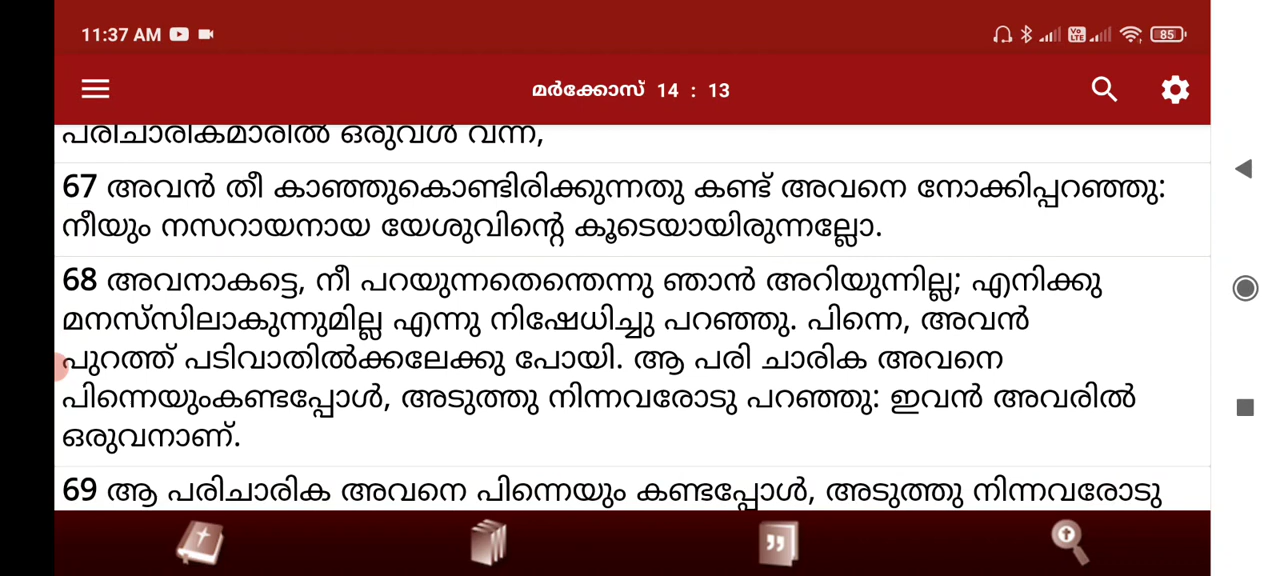 11:37 AM
Vo LTE 85
മർക്കോസ് 14 : 13
പരിചാരികമാരിൽ ഒരുവൾ വന്ന്,
67 അവൻ തീ കാഞ്ഞുകൊണ്ടിരിക്കുന്നതു കണ്ട് അവനെ നോക്കിപ്പറഞ്ഞു:
നീയും നസറായനായ യേശുവിന്റെ കൂടെയായിരുന്നല്ലോ.
68 അവനാകട്ടെ, നീ പറയുന്നതെന്തെന്നു ഞാൻ അറിയുന്നില്ല; എനിക്കു
മനസ്സിലാകുന്നുമില്ല എന്നു നിഷേധിച്ചു പറഞ്ഞു. പിന്നെ, അവൻ
പുറത്ത് പടിവാതിൽക്കലേക്കു പോയി. ആ പരി ചാരിക അവനെ
പിന്നെയുംകണ്ടപ്പോൾ, അടുത്തു നിന്നവരോടു പറഞ്ഞു: ഇവൻ അവരിൽ
ഒരുവനാണ്.
69 ആ പരിചാരിക അവനെ പിന്നെയും കണ്ടപ്പോൾ, അടുത്തു നിന്നവരോടു